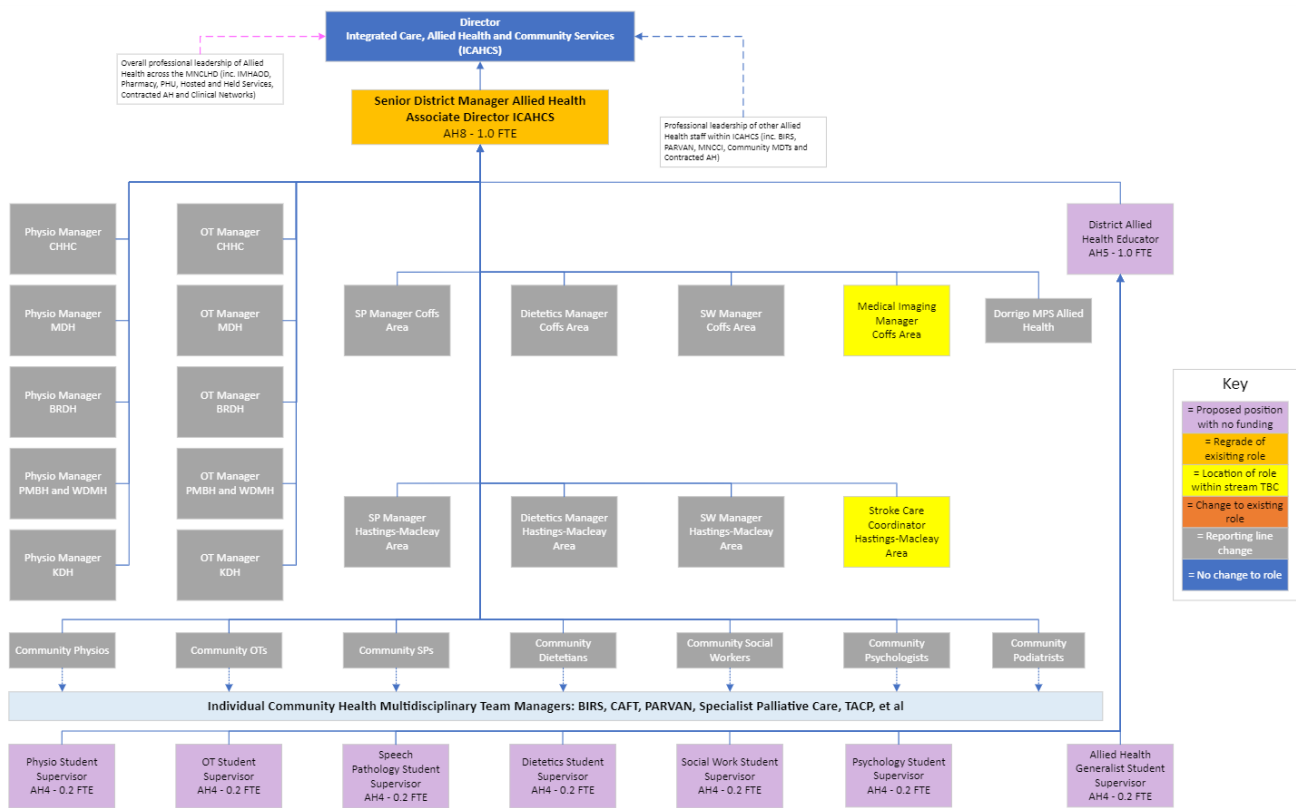 Director
Integrated Care, Allied Health and Community Services
(ICAHCS)
Overall professional leadership of Allied
Health across the MNCLHD (inc. IMHAOD,
Pharmacy, PHU, Hosted and Held Services,
Contracted AH and Clinical Networks)
Senior District Manager Allied Health
Associate Director ICAHCS
AH8 - 1.0 FTE
Professional leadership of other Allied
Health staff within ICAHCS (inc. BIRS,
PARVAN, MNCCI, Community MDTs and
Contracted AH)
Physio Manager
CHHC
OT Manager
CHHC
District Allied
Health Educator
AH5 - 1.0 FTE
Physio Manager
MDH
OT Manager
MDH
SP Manager Coffs
Area
Dietetics Manager
Coffs Area
SW Manager
Coffs Area
Medical Imaging
Manager
Coffs Area
Dorrigo MPS Allied
Health
Physio Manager
BRDH
OT Manager
BRDH
Physio Manager
PMBH and WDMH
OT Manager
PMBH and WDMH
SP Manager
Hastings-Macleay
Area
Dietetics Manager
Hastings-Macleay
Area
SW Manager
Hastings-Macleay
Area
Stroke Care
Coordinator
Hastings-Macleay
Area
Physio Manager
KDH
OT Manager
KDH
Key
= Proposed position
with no funding
= Regrade of
exisiting role
= Location of role
within stream TBC
= Change to existing
role
= Reporting line
change
= No change to role
Community Physios
Community OTs
Community SPs
Community
Dietetians
Community Social
Workers
Community
Psychologists
Community
Podiatrists
Individual Community Health Multidisciplinary Team Managers: BIRS, CAFT, PARVAN, Specialist Palliative Care, TACP, et al
Physio Student
Supervisor
AH4 - 0.2 FTE
OT Student
Supervisor
AH4 - 0.2 FTE
Speech
Pathology Student
Supervisor
AH4 - 0.2 FTE
Dietetics Student
Supervisor
AH4 - 0.2 FTE
Social Work Student
Supervisor
AH4 - 0.2 FTE
Psychology Student
Supervisor
AH4 - 0.2 FTE
Allied Health
Generalist Student
Supervisor
AH4 - 0.2 FTE